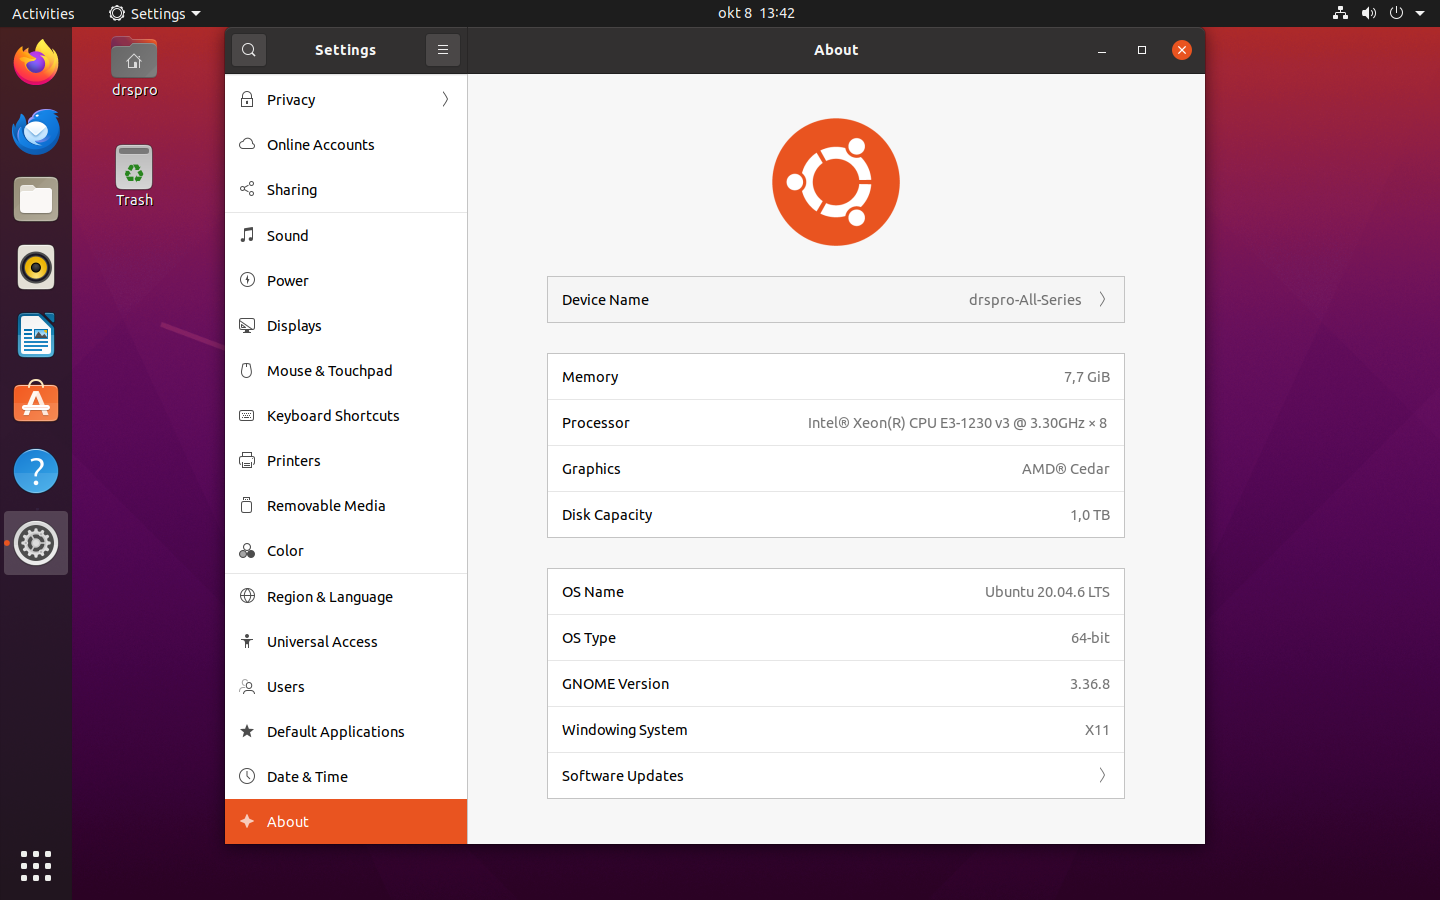 Activities
Settings
okt 8 13:42
drspro
Trash
Settings
About
Privacy
Online Accounts
Sharing
Sound
Power
Displays
Mouse & Touchpad
Keyboard Shortcuts
Printers
Removable Media
Color
Region & Language
Universal Access
Users
Default Applications
Date & Time
About
Device Name drspro-All-Series
Memory 7,7 GiB
Processor Intel® Xeon(R) CPU E3-1230 v3 @ 3.30GHz × 8
Graphics AMD® Cedar
Disk Capacity 1,0 TB
OS Name Ubuntu 20.04.6 LTS
OS Type 64-bit
GNOME Version 3.36.8
Windowing System X11
Software Updates